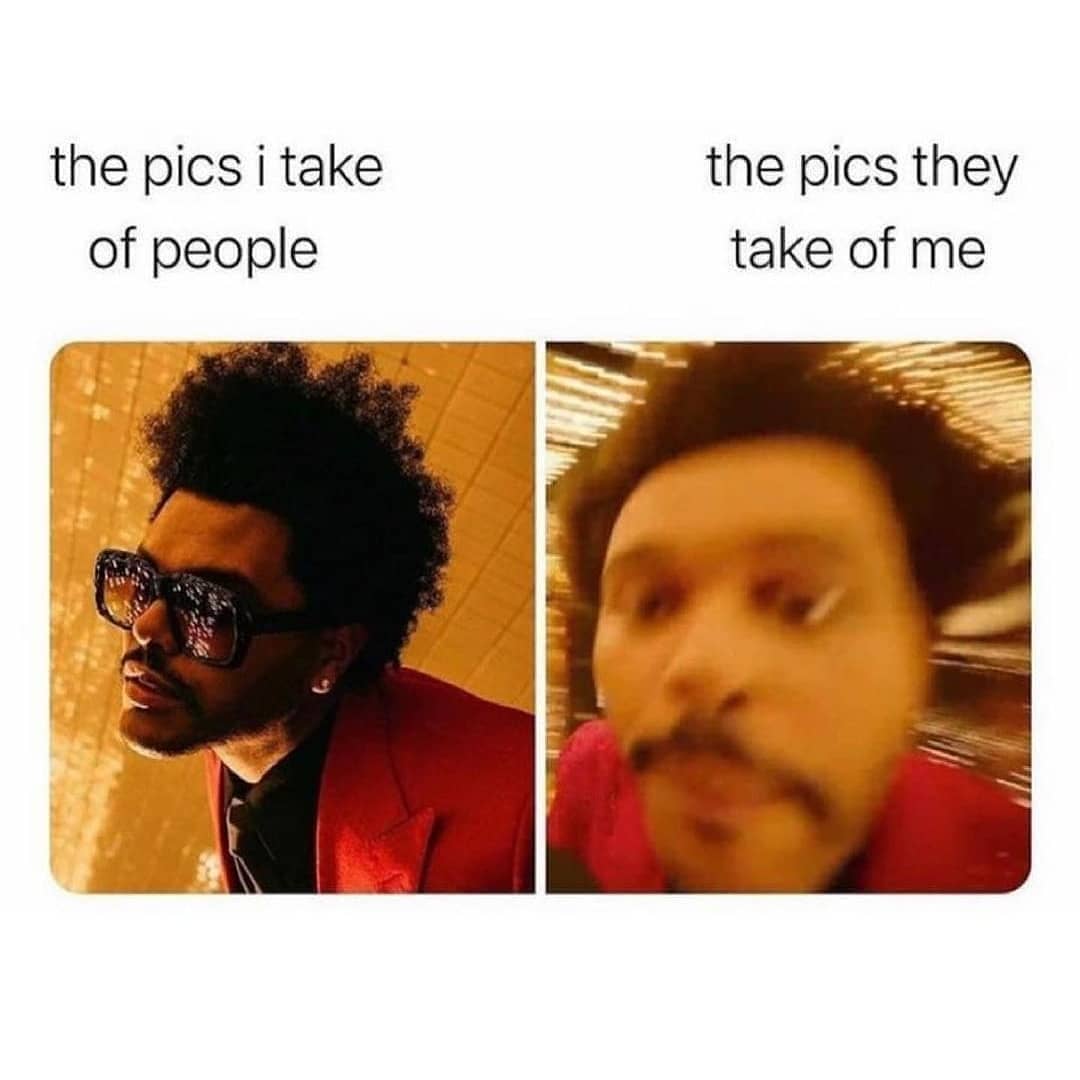 the pics i take
of people
the pics they
take of me